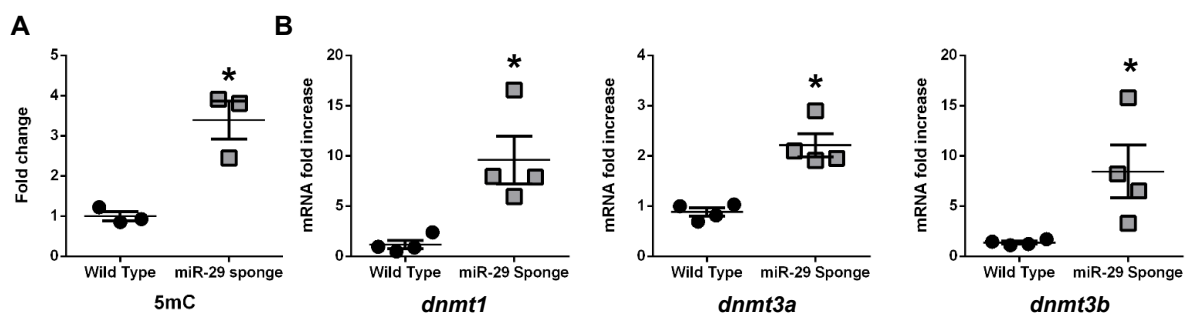 A
Fold change
5
4
3
2
1
0
*
Wild Type
miR-29 sponge
5mC
B
mRNA fold increase
20
15
10
5
0
*
Wild Type
miR-29 Sponge
dnmt1
mRNA fold increase
4
3
2
1
0
*
Wild Type
miR-29 Sponge
dnmt3a
mRNA fold increase
20
15
10
5
0
*
Wild Type
miR-29 Sponge
dnmt3b